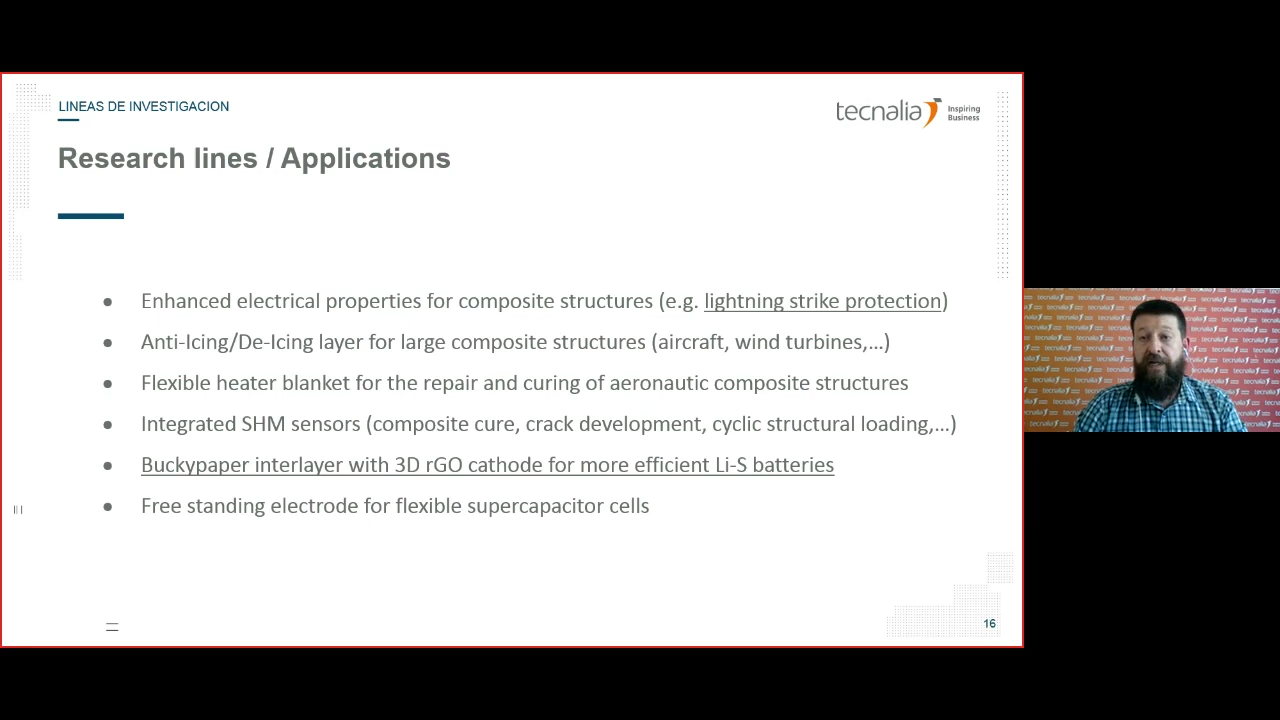 LINEAS DE INVESTIGACION
tecnalia Inspiring Business
Research lines / Applications
● Enhanced electrical properties for composite structures (e.g. lightning strike protection)
● Anti-Icing/De-Icing layer for large composite structures (aircraft, wind turbines,...)
● Flexible heater blanket for the repair and curing of aeronautic composite structures
● Integrated SHM sensors (composite cure, crack development, cyclic structural loading,...)
● Buckypaper interlayer with 3D rGO cathode for more efficient Li-S batteries
● Free standing electrode for flexible supercapacitor cells
16
tecnalia